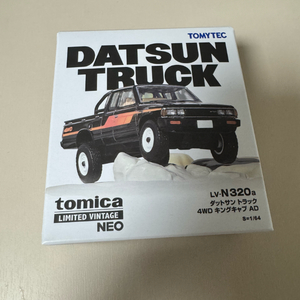 TOMYTEC
DATSUN
TRUCK
tomica
LIMITED VINTAGE
NEO
LV-N320a
ダットサン トラック
4WD キングキャブ AD
S=1/64